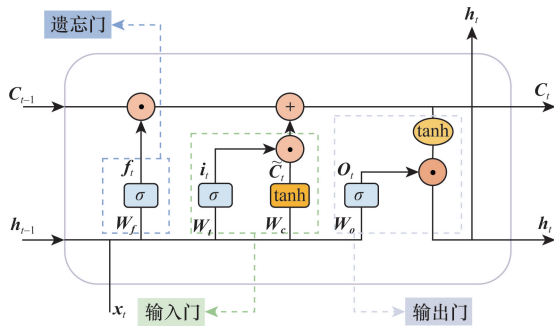 遗忘门
h_t
C_{t-1}
C_t
tanh
f_t
i_t
C̃_t
O_t
σ
σ
tanh
σ
W_f
W_t
W_c
W_o
h_{t-1}
h_t
x_t
输入门
输出门